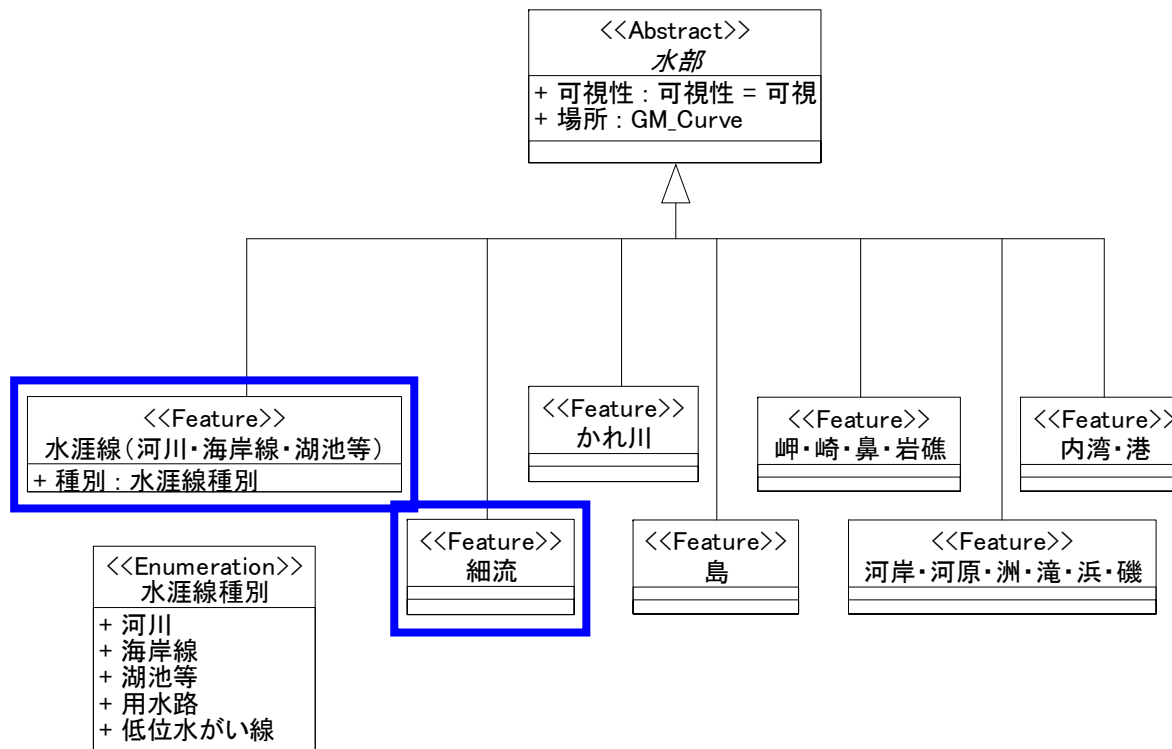 <<Abstract>>
水部
+ 可視性 : 可視性 = 可視
+ 場所 : GM_Curve
<<Feature>>
水涯線(河川・海岸線・湖池等)
+ 種別 : 水涯線種別
<<Feature>>
かれ川
<<Feature>>
岬・崎・鼻・岩礁
<<Feature>>
内湾・港
<<Feature>>
細流
<<Feature>>
島
<<Feature>>
河岸・河原・洲・滝・浜・磯
<<Enumeration>>
水涯線種別
+ 河川
+ 海岸線
+ 湖池等
+ 用水路
+ 低位水がい線